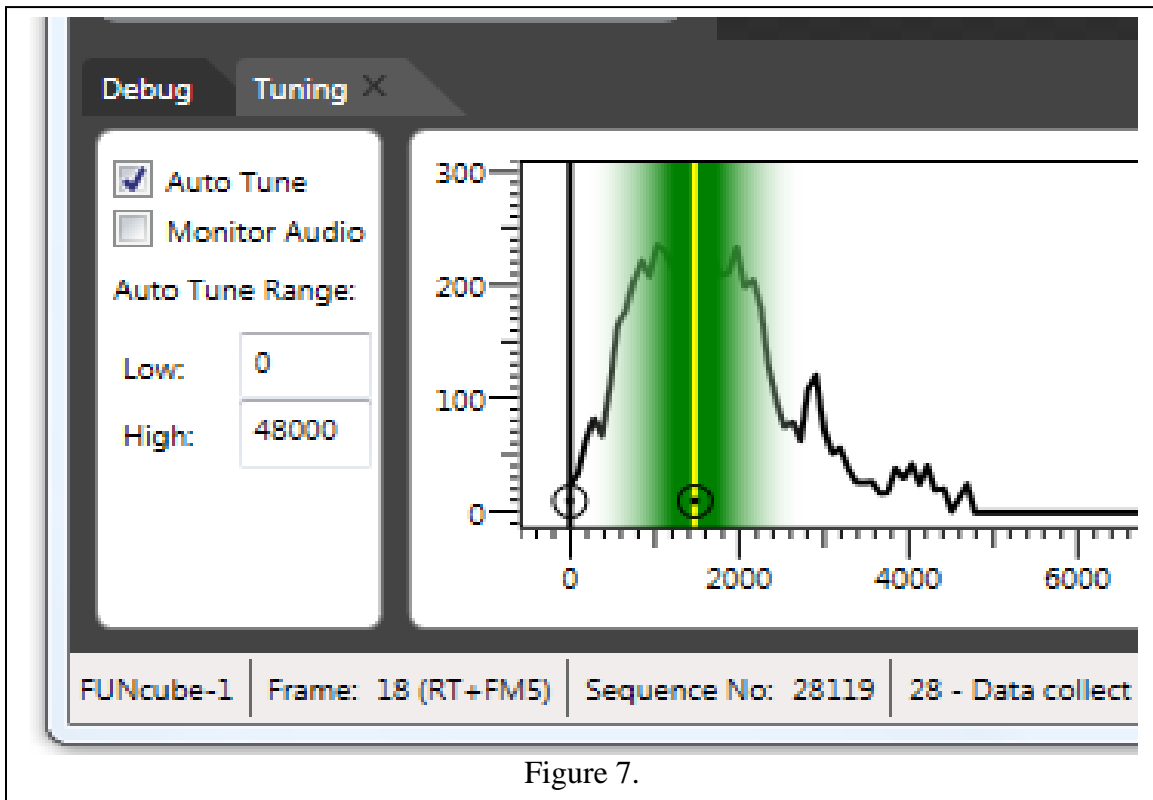 Debug Tuning
Auto Tune
Monitor Audio
Auto Tune Range:
Low: 0
High: 48000
300
200
100
0
0 2000 4000 6000
FUNcube-1 Frame: 18 (RT+FM5) Sequence No: 28119 28 - Data collect
Figure 7.